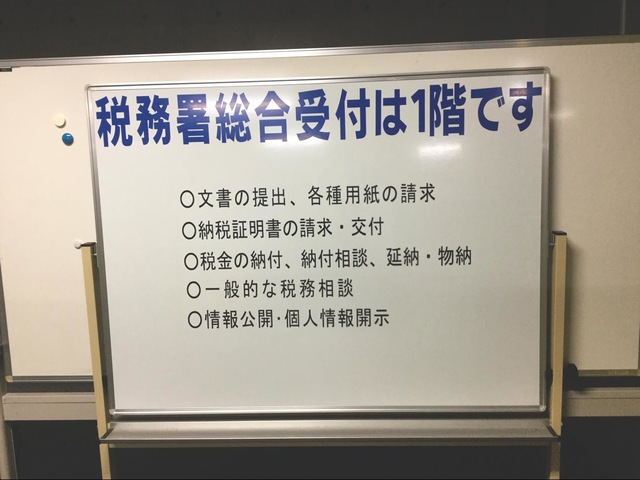 税務署総合受付は1階です
○文書の提出、各種用紙の請求
○納税証明書の請求・交付
○税金の納付、納付相談、延納・物納
○一般的な税務相談
○情報公開・個人情報開示